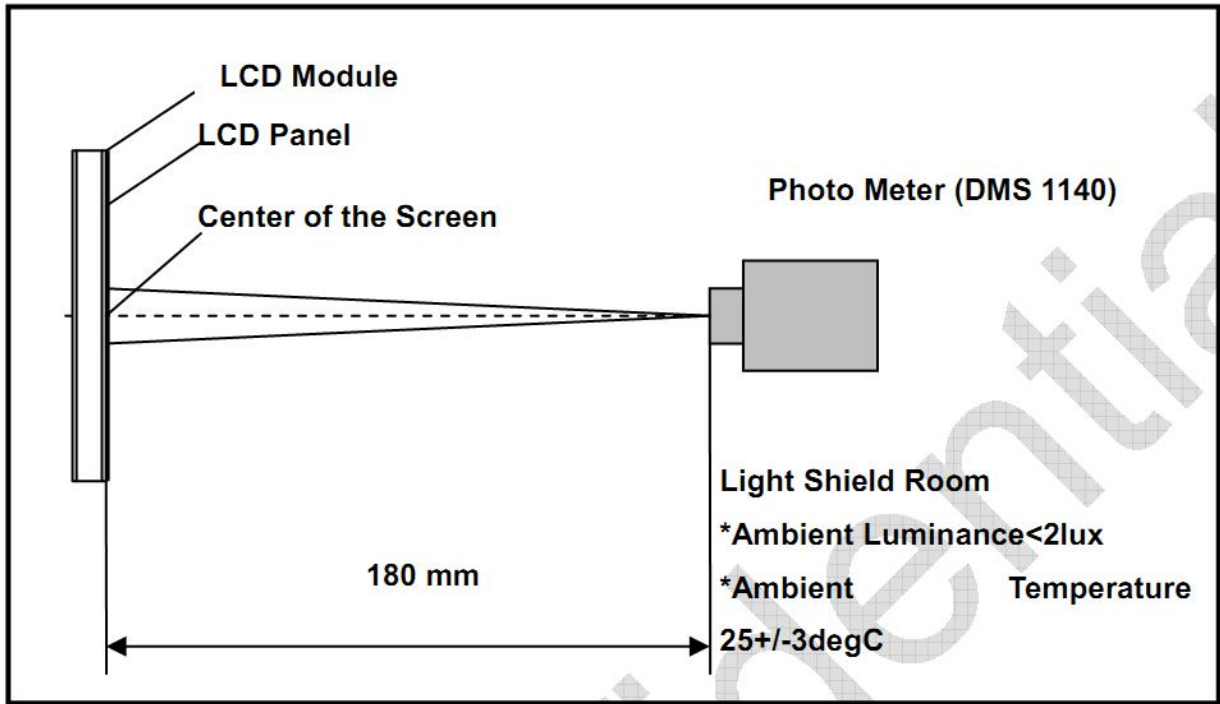 LCD Module
LCD Panel
Center of the Screen
Photo Meter (DMS 1140)
Light Shield Room
*Ambient Luminance<2lux
*Ambient Temperature
25+/-3degC
180 mm